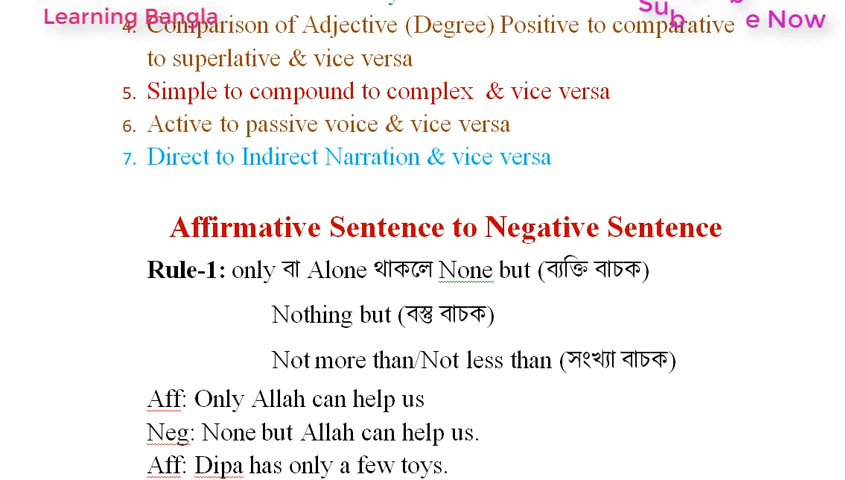 Learning Bangla
Su
b
e Now
4. Comparison of Adjective (Degree) Positive to comparative
to superlative & vice versa
5. Simple to compound to complex & vice versa
6. Active to passive voice & vice versa
7. Direct to Indirect Narration & vice versa
Affirmative Sentence to Negative Sentence
Rule-1: only বা Alone থাকলে None but (ব্যক্তি বাচক)
Nothing but (বস্তু বাচক)
Not more than/Not less than (সংখ্যা বাচক)
Aff: Only Allah can help us
Neg: None but Allah can help us.
Aff: Dipa has only a few toys.